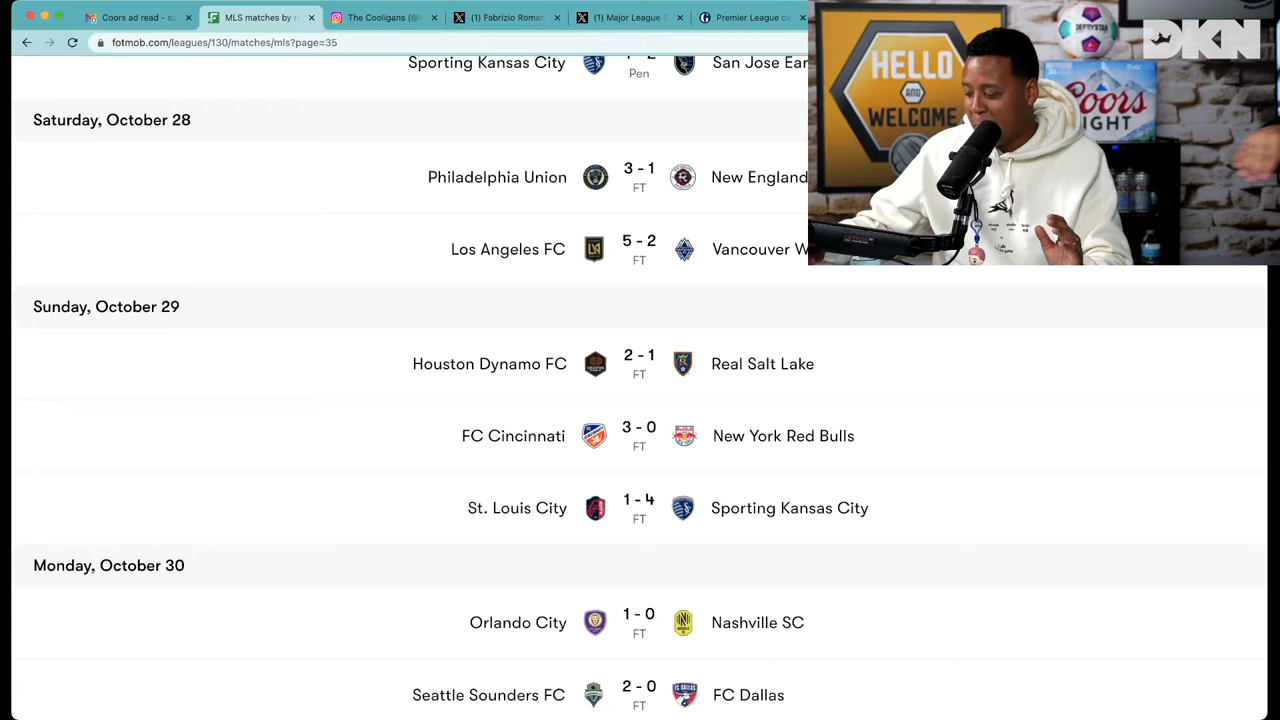 Coors ad read - so
MLS matches by r
The Cooligans (@
(1) Fabrizio Romar
(1) Major League S
Premier League ca
fotmob.com/leagues/130/matches/mls?page=35
Sporting Kansas City
Pen
San Jose Ear
Saturday, October 28
Philadelphia Union 3 - 1 New England
FT
Los Angeles FC 5 - 2 Vancouver W
FT
Sunday, October 29
Houston Dynamo FC 2 - 1 Real Salt Lake
FT
FC Cincinnati 3 - 0 New York Red Bulls
FT
St. Louis City 1 - 4 Sporting Kansas City
FT
Monday, October 30
Orlando City 1 - 0 Nashville SC
FT
Seattle Sounders FC 2 - 0 FC Dallas
FT
HELLO
AND
WELCOME
DERBYSTAR
Coors
LIGHT
DKN